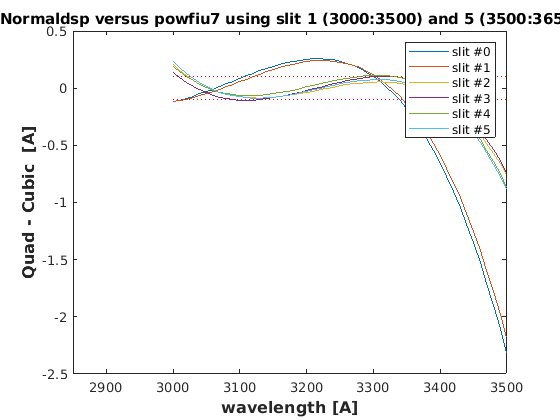 Normaldsp versus powfiu7 using slit 1 (3000:3500) and 5 (3500:365
0.5
0
-0.5
-1
-1.5
-2
-2.5
Quad - Cubic [A]
slit #0
slit #1
slit #2
slit #3
slit #4
slit #5
2900
3000
3100
3200
3300
3400
3500
wavelength [A]